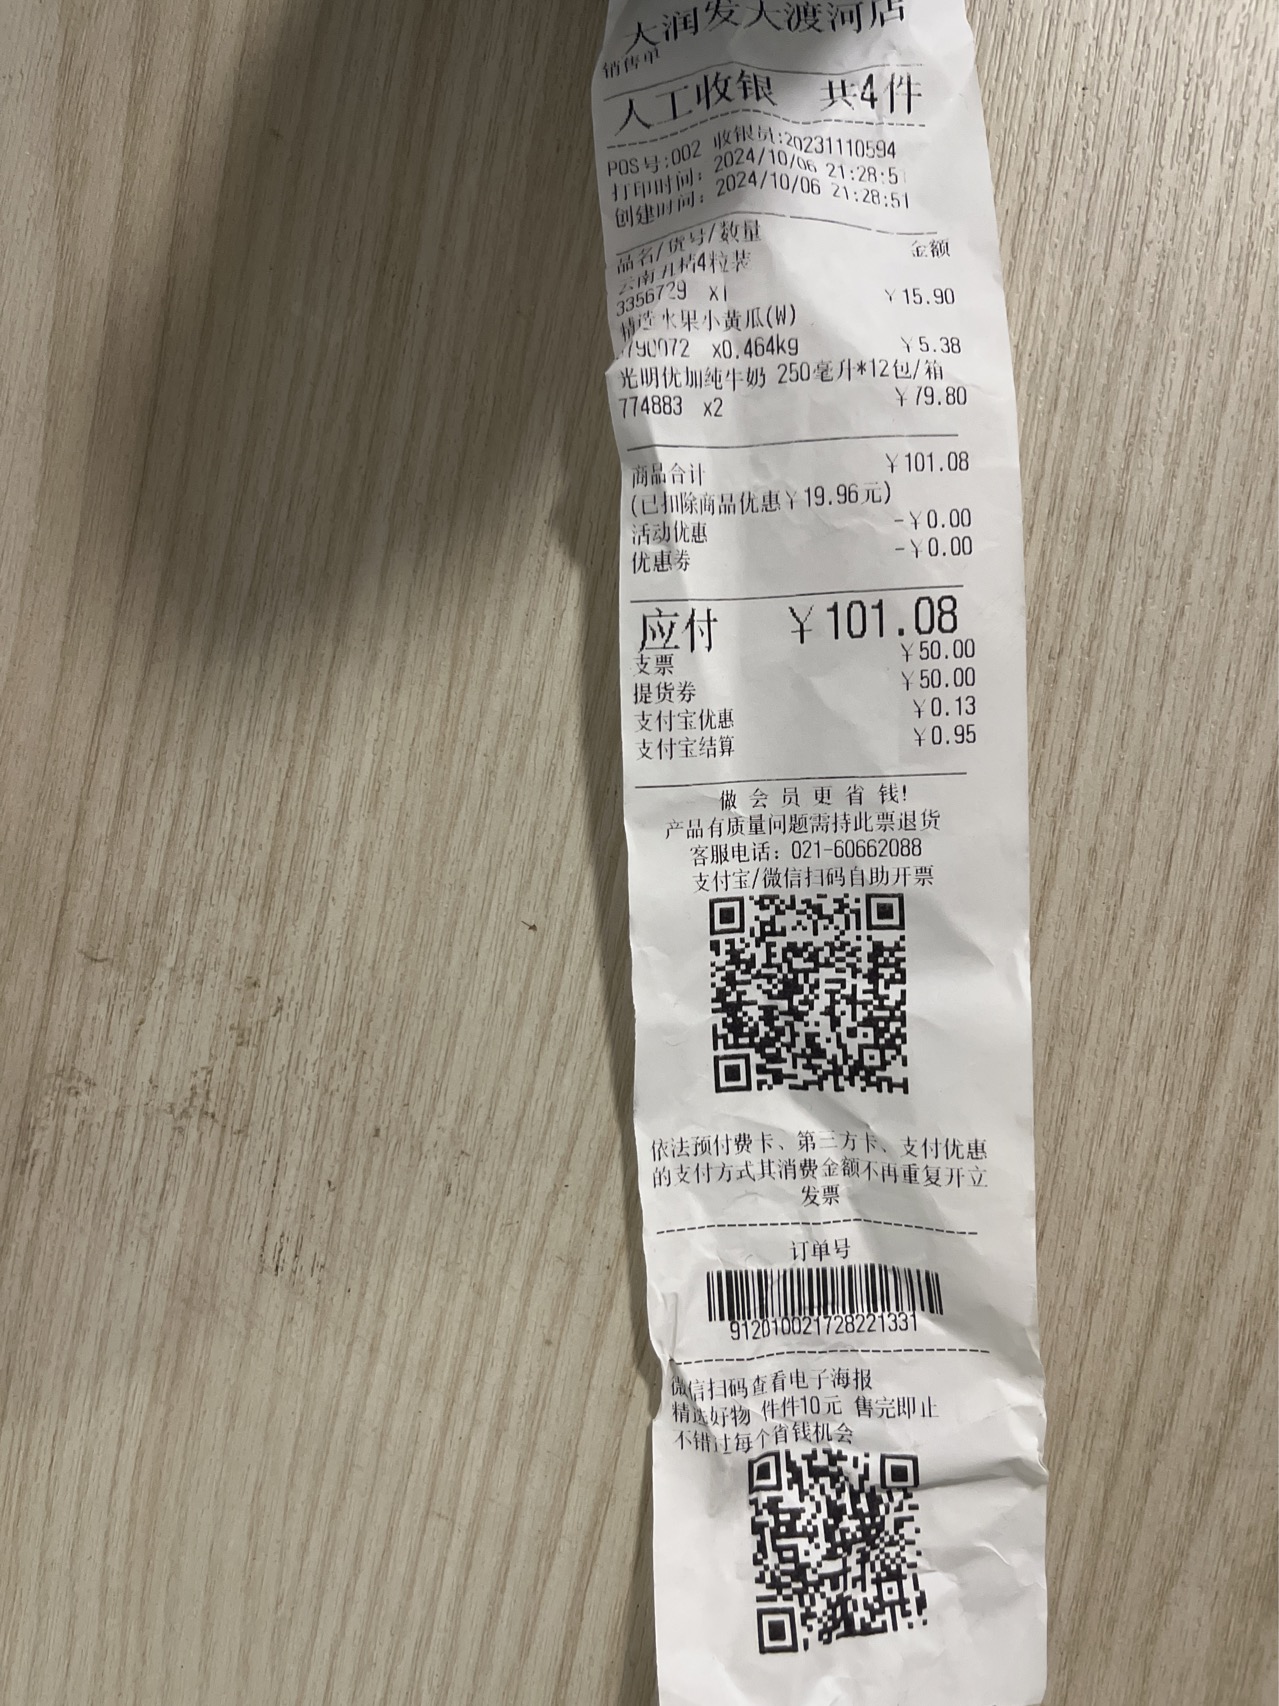 大润发大渡河店
销售单
人工收银 共4件
POS号:002 收银员:20231110594
打印时间: 2024/10/06 21:28:5
创建时间: 2024/10/06 21:28:51
品名/货号/数量 金额
云南 4粒装
3356729 x1 ¥15.90
精选水果小黄瓜(W)
790072 x0.464kg ¥5.38
光明优加纯牛奶 250毫升*12包/箱
774883 x2 ¥79.80
商品合计 ¥101.08
(已扣除商品优惠¥19.96元)
活动优惠 -¥0.00
优惠券 -¥0.00
应付 ¥101.08
支票 ¥50.00
提货券 ¥50.00
支付宝优惠 ¥0.13
支付宝结算 ¥0.95
做 会 员 更 省 钱!
产品有质量问题需持此票退货
客服电话: 021-60662088
支付宝/微信扫码自助开票
依法预付费卡、第三方卡、支付优惠
的支付方式其消费金额不再重复开立
发票
订单号
912010021728221331
微信扫码查看电子海报
精选好物 件件10元 售完即止
不错过每个省钱机会